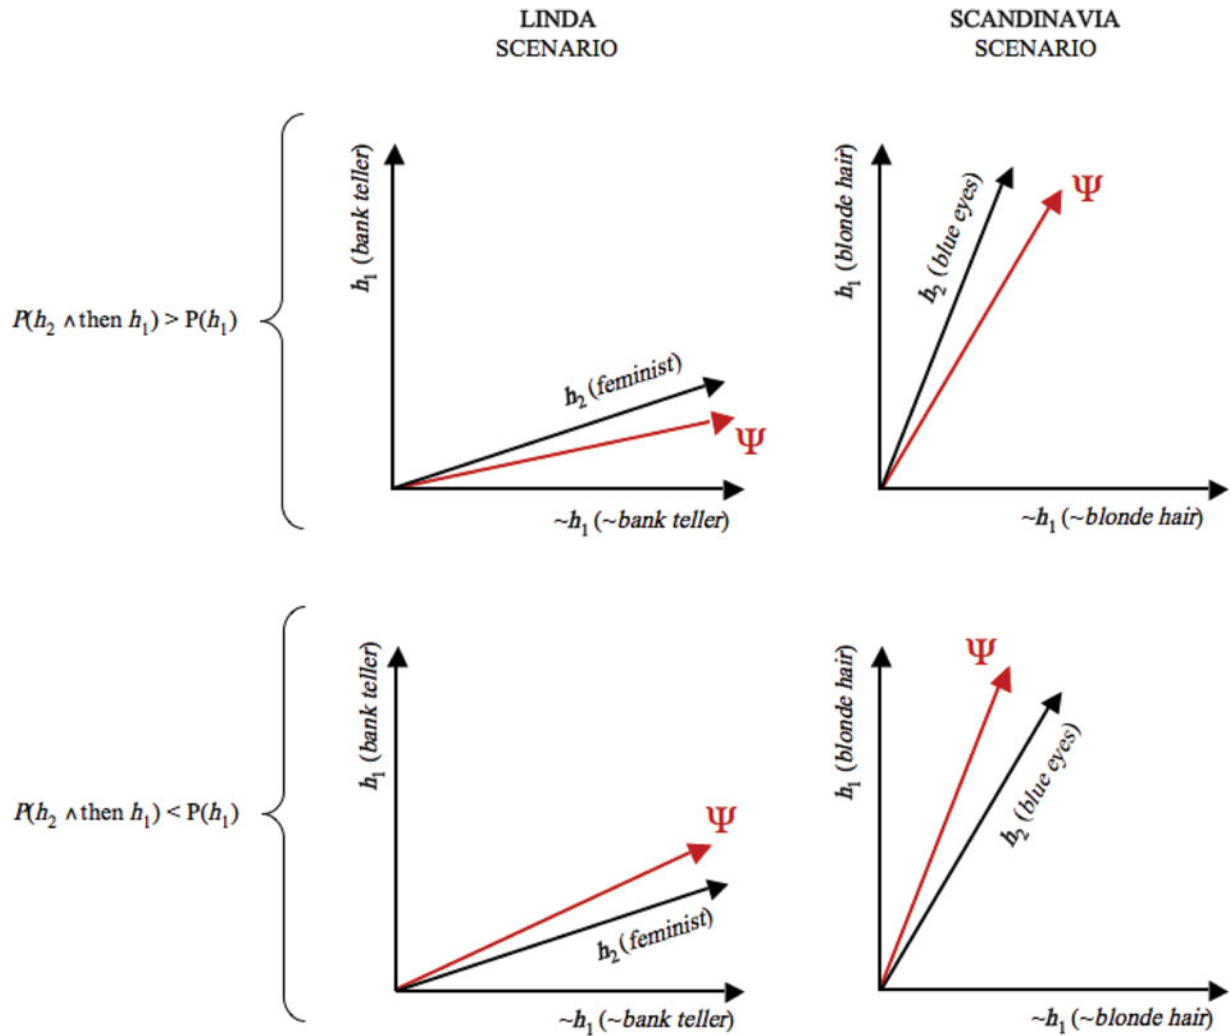 LINDA
SCENARIO
SCANDINAVIA
SCENARIO
P(h₂ ∧ then h₁) > P(h₁)
h₁ (bank teller)
h₂ (feminist)
Ψ
~h₁ (~bank teller)
h₁ (blonde hair)
h₂ (blue eyes)
Ψ
~h₁ (~blonde hair)
P(h₂ ∧ then h₁) < P(h₁)
h₁ (bank teller)
Ψ
h₂ (feminist)
~h₁ (~bank teller)
h₁ (blonde hair)
Ψ
h₂ (blue eyes)
~h₁ (~blonde hair)